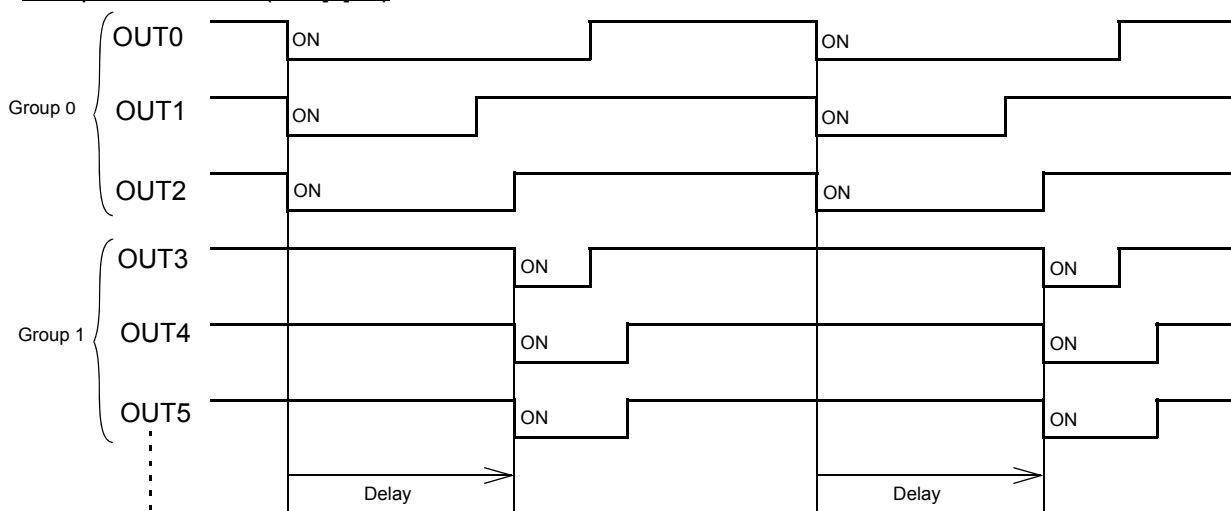 OUT0 ON ON
Group 0 OUT1 ON ON
OUT2 ON ON
OUT3 ON ON
Group 1 OUT4 ON ON
OUT5 ON ON
Delay Delay